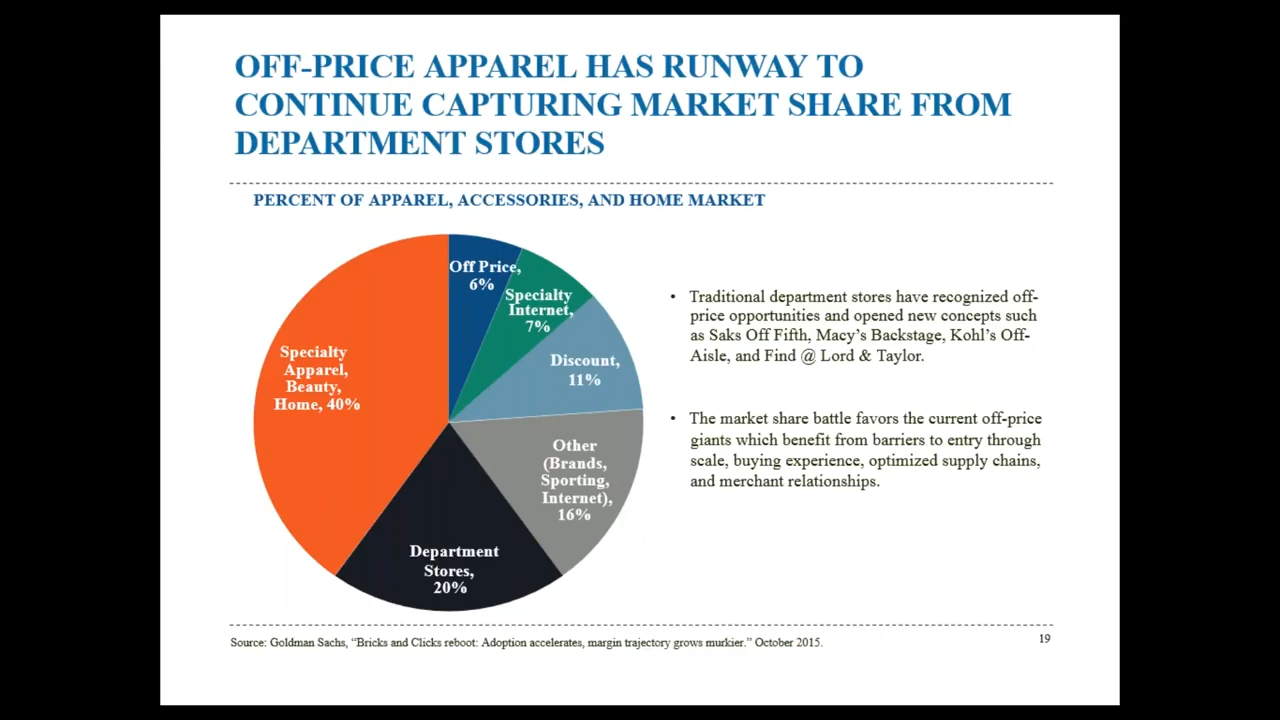 OFF-PRICE APPAREL HAS RUNWAY TO
CONTINUE CAPTURING MARKET SHARE FROM
DEPARTMENT STORES
PERCENT OF APPAREL, ACCESSORIES, AND HOME MARKET
Off Price,
6%
Specialty
Internet,
7%
Discount,
11%
Other
(Brands,
Sporting,
Internet),
16%
Department
Stores,
20%
Specialty
Apparel,
Beauty,
Home, 40%
• Traditional department stores have recognized off-
price opportunities and opened new concepts such
as Saks Off Fifth, Macy's Backstage, Kohl's Off-
Aisle, and Find @ Lord & Taylor.
• The market share battle favors the current off-price
giants which benefit from barriers to entry through
scale, buying experience, optimized supply chains,
and merchant relationships.
Source: Goldman Sachs, “Bricks and Clicks reboot: Adoption accelerates, margin trajectory grows murkier.” October 2015.
19